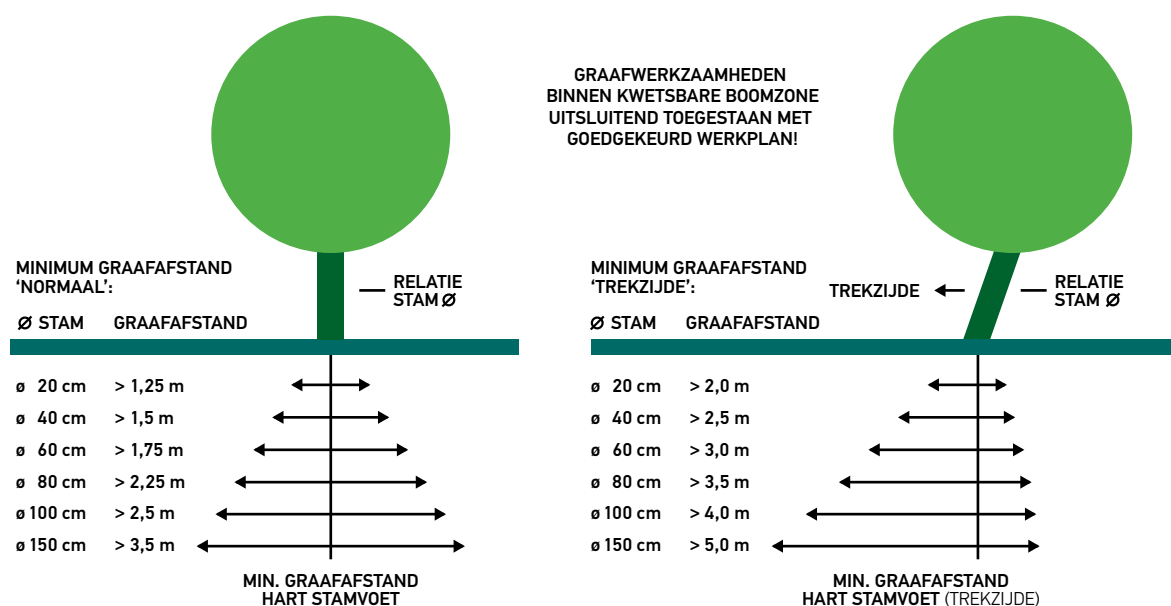 GRAAFWERKZAAMHEDEN
BINNEN KWETSBARE BOOMZONE
UITSLUITEND TOEGESTAAN MET
GOEDGEKEURD WERKPLAN!
MINIMUM GRAAFAFSTAND
‘NORMAAL’:
RELATIE
STAM Ø
Ø STAM GRAAFAFSTAND
ø 20 cm > 1,25 m
ø 40 cm > 1,5 m
ø 60 cm > 1,75 m
ø 80 cm > 2,25 m
ø 100 cm > 2,5 m
ø 150 cm > 3,5 m
MIN. GRAAFAFSTAND
HART STAMVOET
MINIMUM GRAAFAFSTAND
‘TREKZIJDE’:
TREKZIJDE
RELATIE
STAM Ø
Ø STAM GRAAFAFSTAND
ø 20 cm > 2,0 m
ø 40 cm > 2,5 m
ø 60 cm > 3,0 m
ø 80 cm > 3,5 m
ø 100 cm > 4,0 m
ø 150 cm > 5,0 m
MIN. GRAAFAFSTAND
HART STAMVOET (TREKZIJDE)